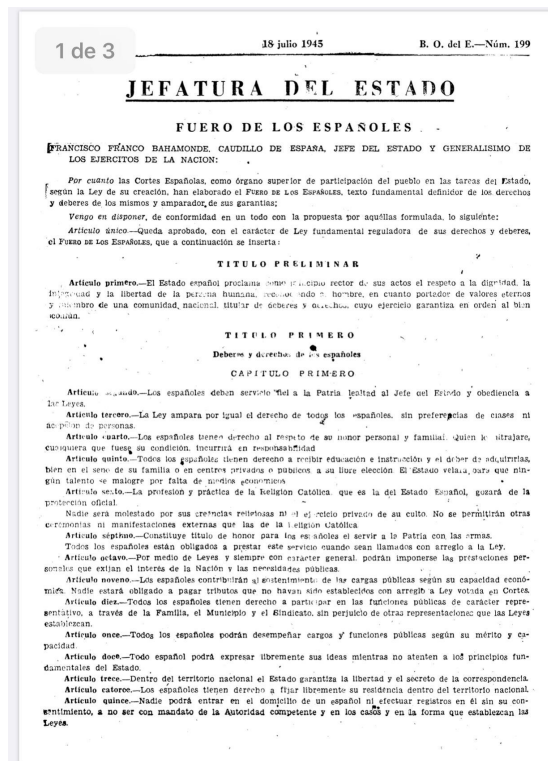 1 de 3
18 julio 1945 B. O. del E.—Núm. 199
JEFATURA DEL ESTADO
FUERO DE LOS ESPAÑOLES
FRANCISCO FRANCO BAHAMONDE, CAUDILLO DE ESPAÑA, JEFE DEL ESTADO Y GENERALISIMO DE
LOS EJERCITOS DE LA NACION:
Por cuánto las Cortes Españolas, como órgano superior de participación del pueblo en las tareas del Estado,
según la Ley de su creación, han elaborado el FUERO DE LOS ESPAÑOLES, texto fundamental definidor de los derechos
y deberes de los mismos y amparador de sus garantías;
Vengo en disponer, de conformidad en un todo con la propuesta por aquéllas formulada, lo siguiente:
Artículo único.—Queda aprobado, con el carácter de Ley fundamental reguladora de sus derechos y deberes,
el FUERO DE LOS ESPAÑOLES, que a continuación se inserta:
TITULO PRELIMINAR
Artículo primero.—El Estado español proclama como principio rector de sus actos el respeto a la dignidad, la
integridad y la libertad de la persona humana, reconociendo al hombre, en cuanto portador de valores eternos
y miembro de una comunidad nacional, titular de deberes y derechos, cuyo ejercicio garantiza en orden al bien
común.
TITULO PRIMERO
Deberes y derechos de los españoles
CAPITULO PRIMERO
Artículo segundo.—Los españoles deben servicio fiel a la Patria lealtad al Jefe del Estado y obediencia a
las Leyes.
Artículo tercero.—La Ley ampara por igual el derecho de todos los españoles, sin preferencias de clases ni
acepción de personas.
Artículo cuarto.—Los españoles tienen derecho al respeto de su honor personal y familiar. Quien le ultrajare,
cualquiera que fuese su condición, incurrirá en responsabilidad
Artículo quinto.—Todos los españoles tienen derecho a recibir educación e instrucción y el deber de adquirirlas,
bien en el seno de su familia o en centros privados o públicos a su libre elección El Estado velará para que nin-
gún talento se malogre por falta de medios económicos
Artículo sexto.—La profesión y práctica de la Religión Católica, que es la del Estado Español, gozará de la
protección oficial.
Nadie será molestado por sus creencias religiosas ni el ejercicio privado de su culto. No se permitirán otras
ceremonias ni manifestaciones externas que las de la Religión Católica
Artículo séptimo.—Constituye título de honor para los españoles el servir a la Patria con las armas.
Todos los españoles están obligados a prestar este servicio cuando sean llamados con arreglo a la Ley.
Artículo octavo.—Por medio de Leyes y siempre con carácter general, podrán imponerse las prestaciones per-
sonales que exijan el interés de la Nación y las necesidades públicas.
Artículo noveno.—Los españoles contribuirán al sostenimiento de las cargas públicas según su capacidad econó-
mica. Nadie estará obligado a pagar tributos que no hayan sido establecidos con arreglo a Ley votada en Cortes.
Artículo diez.—Todos los españoles tienen derecho a participar en las funciones públicas de carácter repre-
sentativo, a través de la Familia, el Municipio y el Sindicato, sin perjuicio de otras representaciones que las Leyes
establezcan.
Artículo once.—Todos los españoles podrán desempeñar cargos y funciones públicas según su mérito y ca-
pacidad.
Artículo doce.—Todo español podrá expresar libremente sus ideas mientras no atenten a los principios fun-
damentales del Estado.
Artículo trece.—Dentro del territorio nacional el Estado garantiza la libertad y el secreto de la correspondencia.
Artículo catorce.—Los españoles tienen derecho a fijar libremente su residencia dentro del territorio nacional.
Artículo quince.—Nadie podrá entrar en el domicilio de un español ni efectuar registros en él sin su con-
sentimiento, a no ser con mandato de la Autoridad competente y en los casos y en la forma que establezcan las
Leyes.